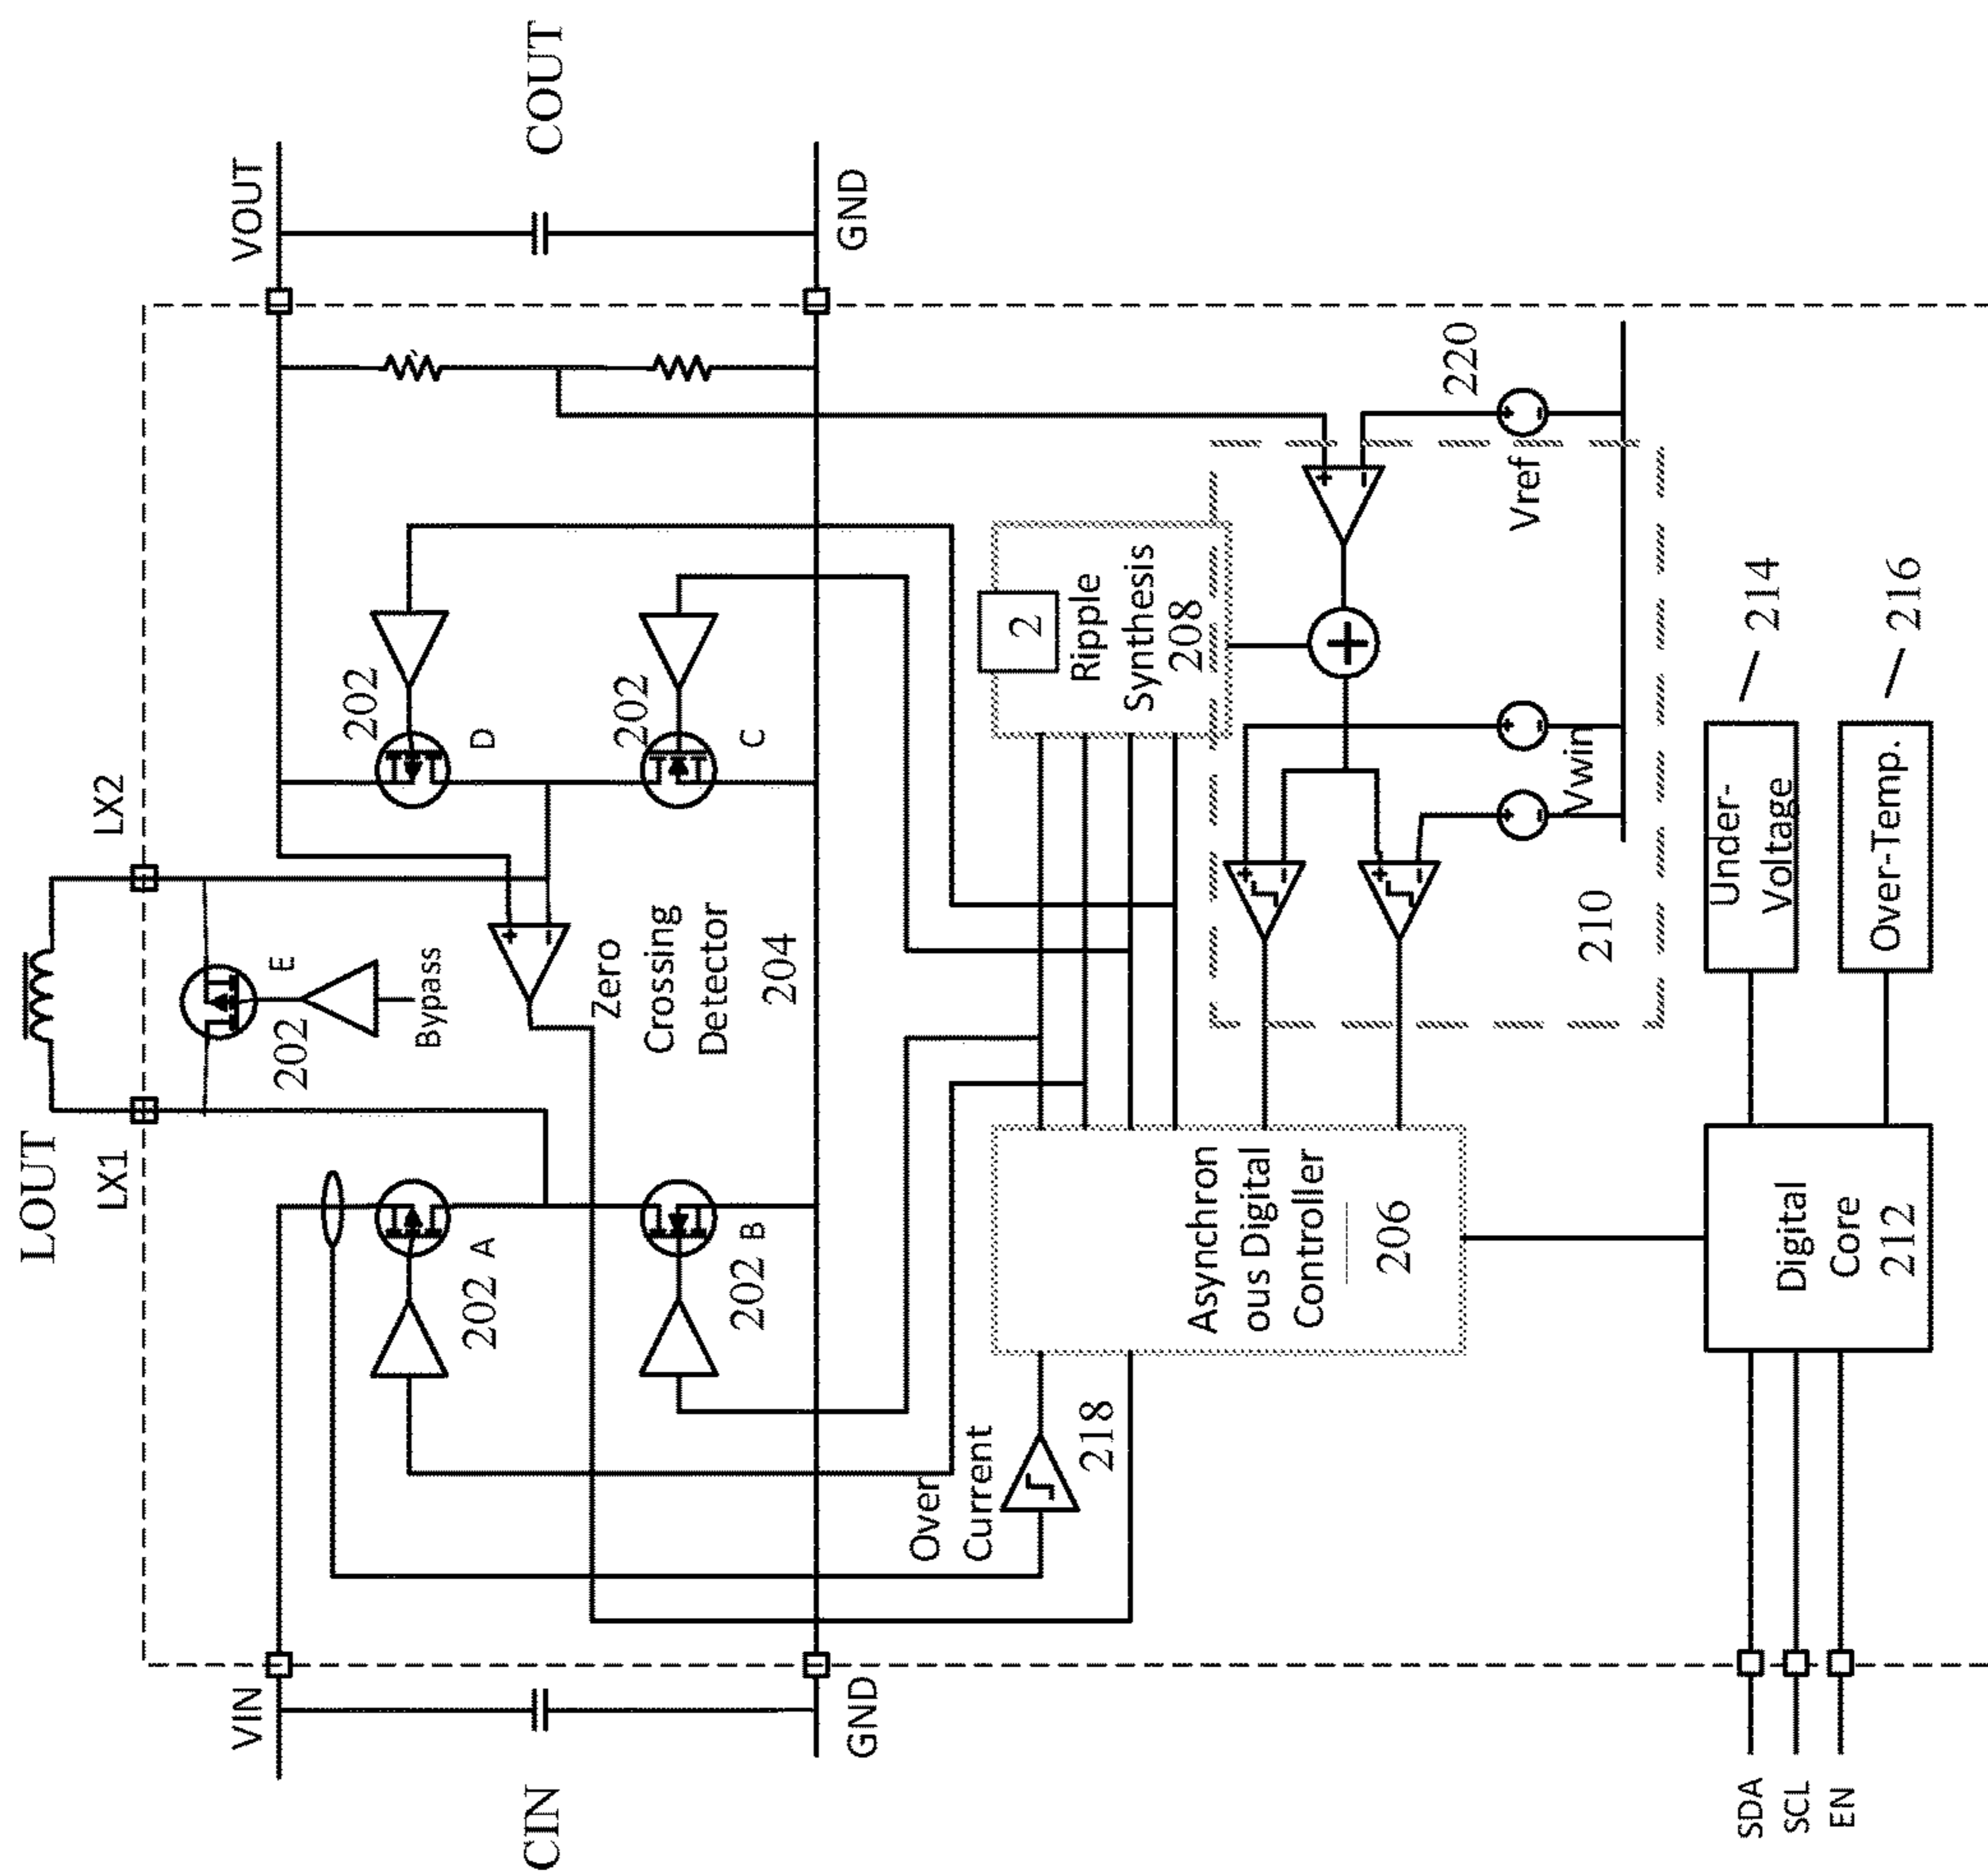 LOUT
LX1
LX2
Bypass
202
E
VIN
CIN
GND
VOUT
COUT
GND
202
A
202
B
202
D
202
C
Zero
Crossing
Detector
204
Over
Current
218
Asynchron
ous Digital
Controller
206
2
Ripple
Synthesis
208
210
Vwin
Vref
220
SDA
SCL
EN
Digital
Core
212
Under-
Voltage
214
Over-Temp.
216